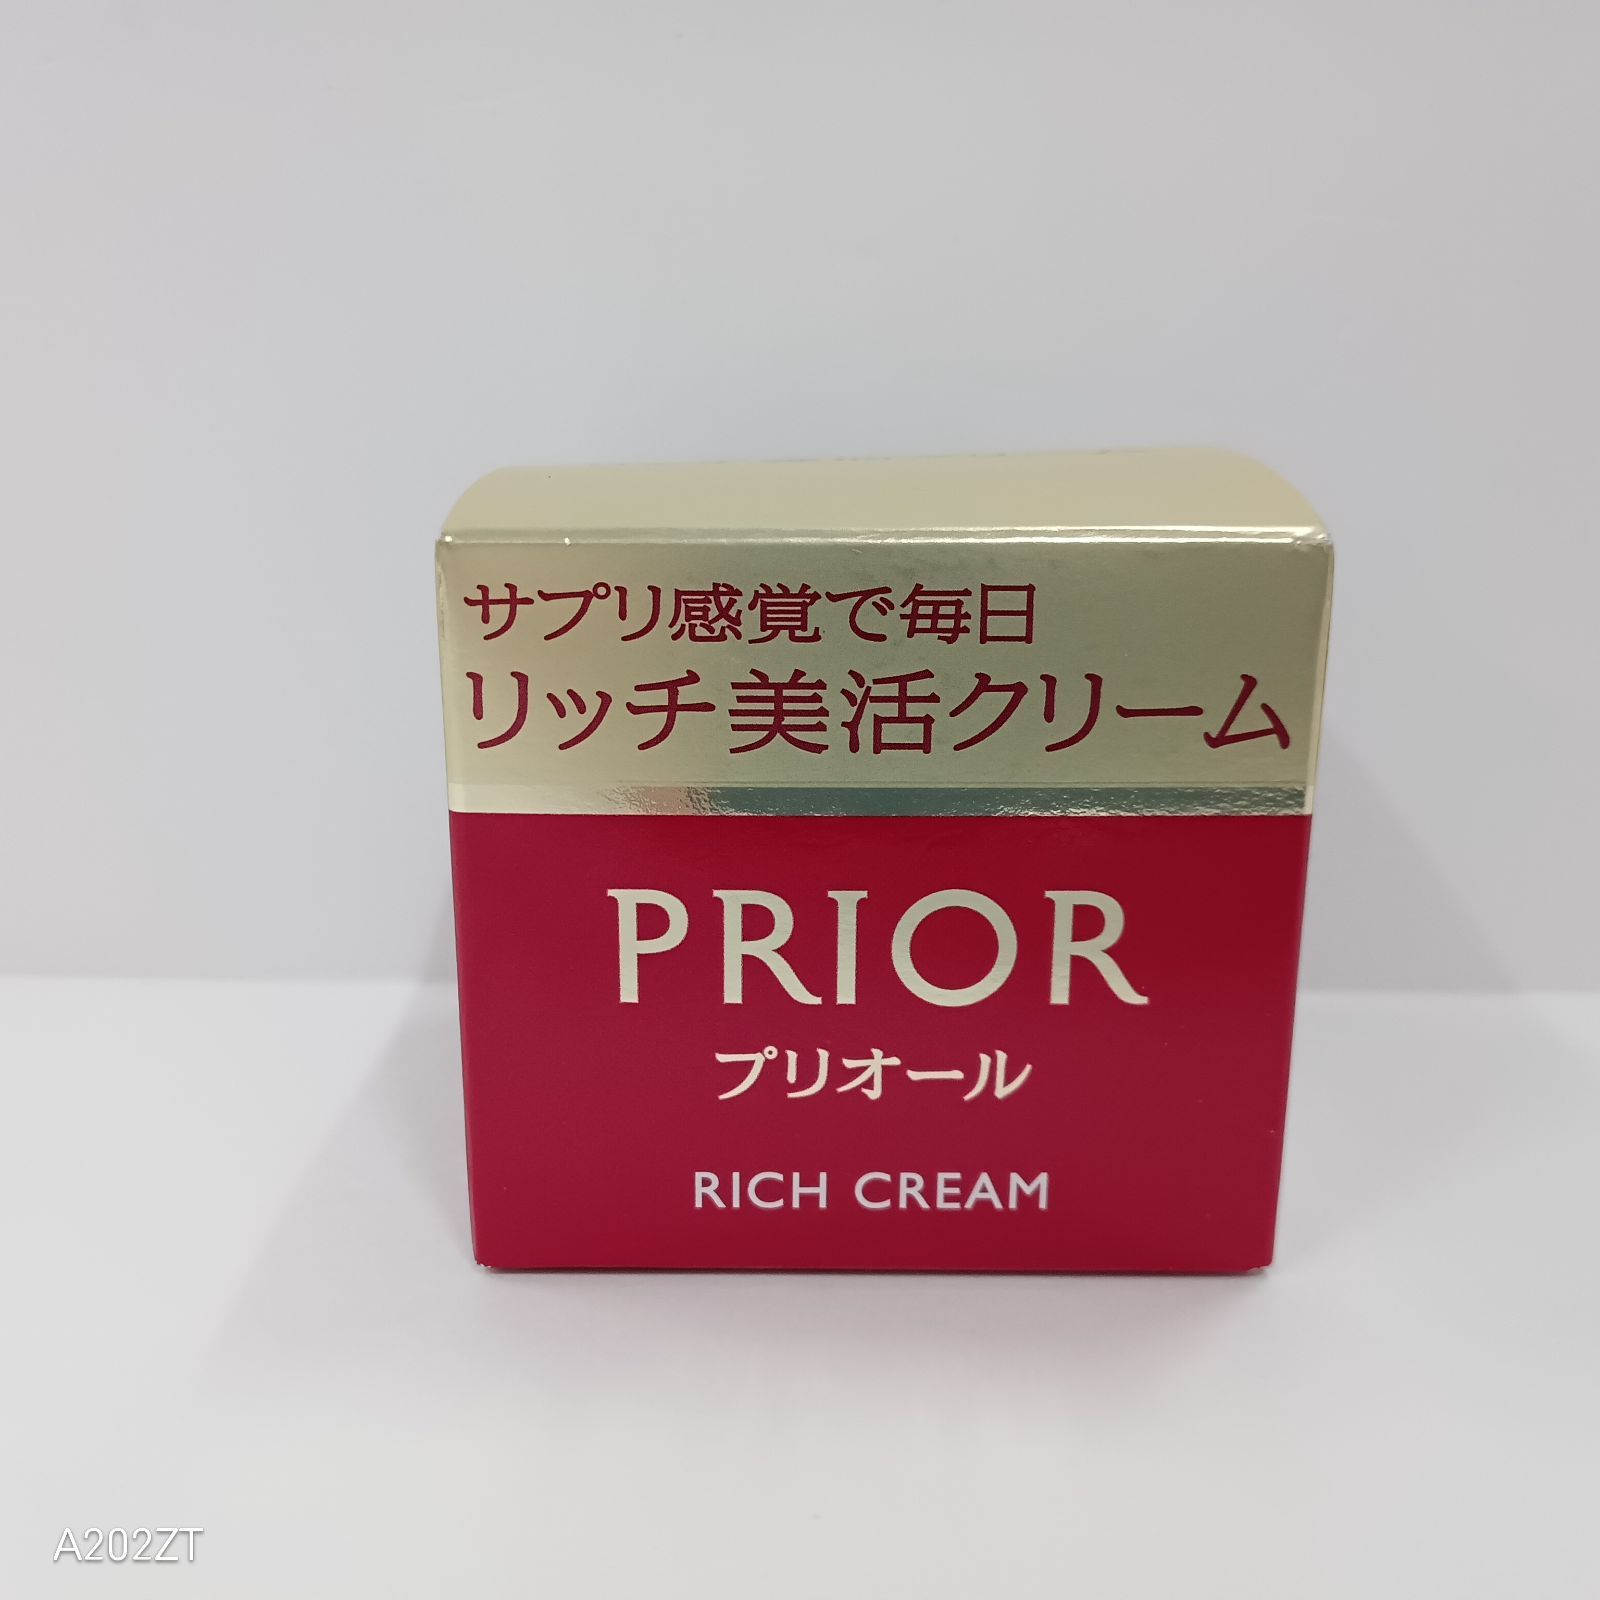 サプリ感覚で毎日
リッチ美活クリーム
PRIOR
プリオール
RICH CREAM
A202ZT